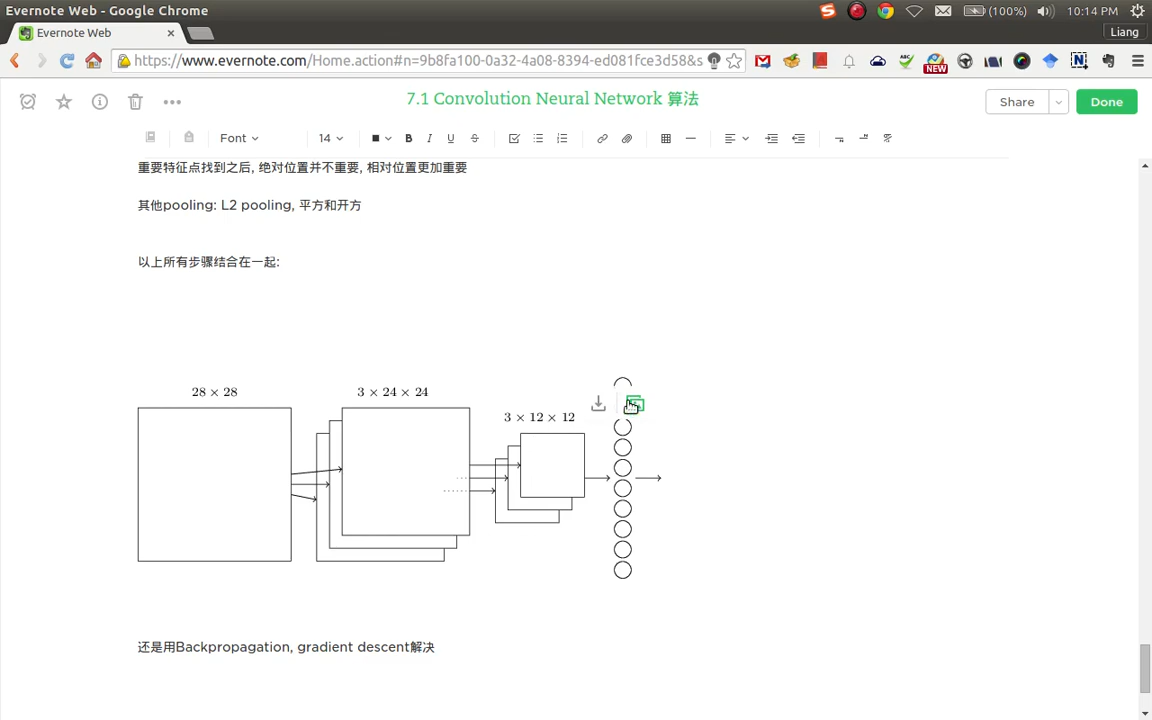 Evernote Web - Google Chrome
(100%)
10:14 PM
Evernote Web
Liang
https://www.evernote.com/Home.action#n=9b8fa100-0a32-4a08-8394-ed081fce3d58&s
NEW
7.1 Convolution Neural Network 算法
Share
Done
Font
14
B
I
U
S
重要特征点找到之后, 绝对位置并不重要, 相对位置更加重要
其他pooling: L2 pooling, 平方和开方
以上所有步骤结合在一起:
28 × 28
3 × 24 × 24
3 × 12 × 12
还是用Backpropagation, gradient descent解决